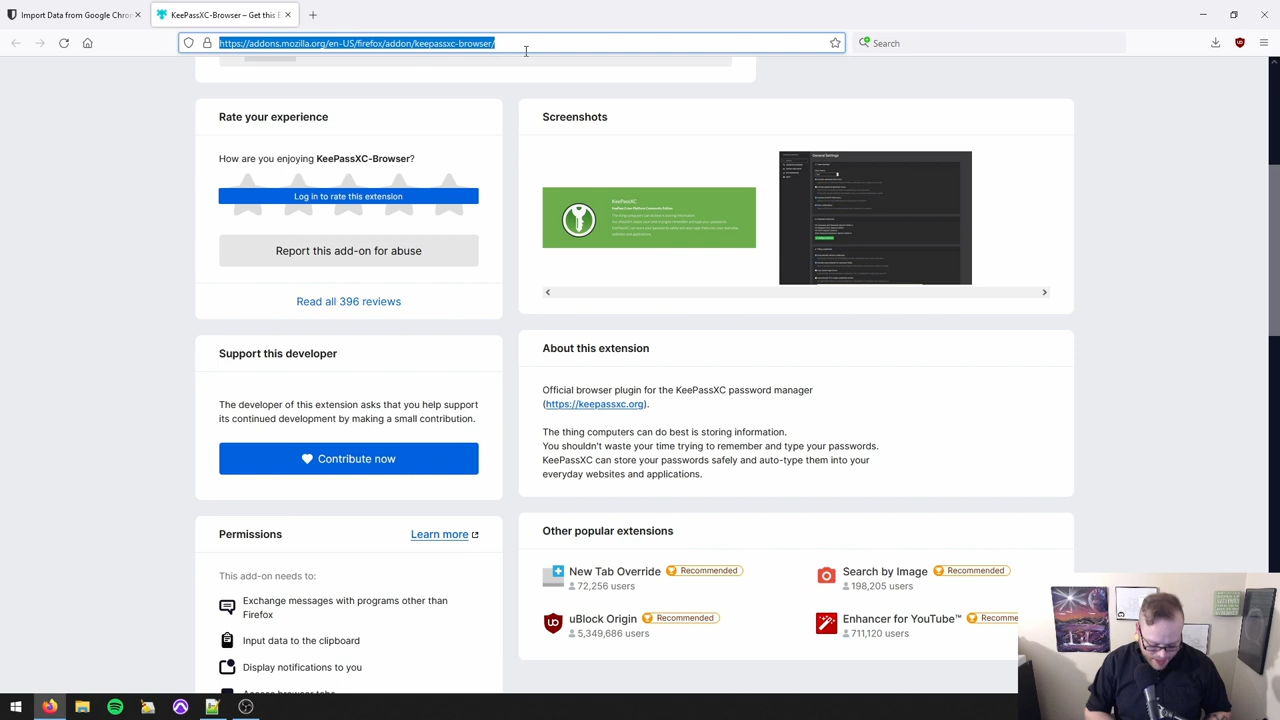 Import Data from Google Chrom
KeePassXC-Browser – Get this E
https://addons.mozilla.org/en-US/firefox/addon/keepassxc-browser/
Search
Rate your experience
How are you enjoying KeePassXC-Browser?
Log in to rate this extension
Report this add-on for abuse
Read all 396 reviews
Screenshots
KeePassXC
General Settings
Support this developer
The developer of this extension asks that you help support
its continued development by making a small contribution.
Contribute now
About this extension
Official browser plugin for the KeePassXC password manager
(https://keepassxc.org).
The thing computers can do best is storing information.
You shouldn't waste your time trying to remember and type your passwords.
KeePassXC can store your passwords safely and auto-type them into your
everyday websites and applications.
Permissions
Learn more
This add-on needs to:
Exchange messages with programs other than
Firefox
Input data to the clipboard
Display notifications to you
Access browser tabs
Other popular extensions
New Tab Override Recommended
72,256 users
Search by Image Recommended
198,205 users
uBlock Origin Recommended
5,349,686 users
Enhancer for YouTube™ Recomme
711,120 users